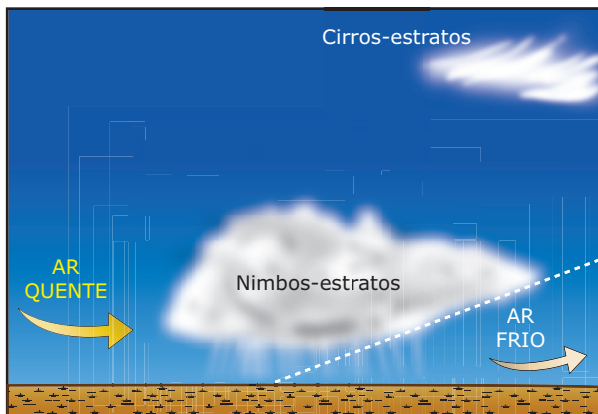 Cirros-estratos
Nimbos-estratos
AR
QUENTE
AR
FRIO